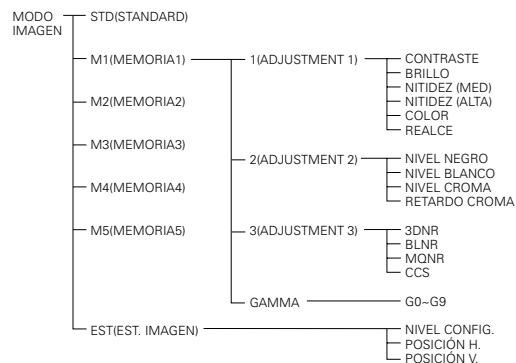 MODO
IMAGEN
STD(STANDARD)
M1(MEMORIA1)
1(ADJUSTMENT 1)
CONTRASTE
BRILLO
NITIDEZ (MED)
NITIDEZ (ALTA)
COLOR
REALCE
M2(MEMORIA2)
M3(MEMORIA3)
2(ADJUSTMENT 2)
NIVEL NEGRO
NIVEL BLANCO
NIVEL CROMA
RETARDO CROMA
M4(MEMORIA4)
M5(MEMORIA5)
3(ADJUSTMENT 3)
3DNR
BLNR
MQNR
CCS
GAMMA
G0~G9
EST(EST. IMAGEN)
NIVEL CONFIG.
POSICIÓN H.
POSICIÓN V.